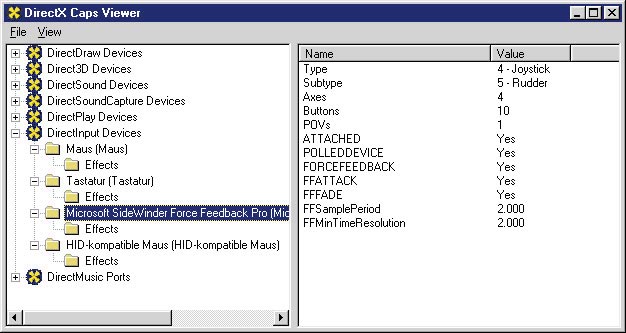 DirectX Caps Viewer
File View
DirectDraw Devices
Direct3D Devices
DirectSound Devices
DirectSoundCapture Devices
DirectPlay Devices
DirectInput Devices
Maus (Maus)
Effects
Tastatur (Tastatur)
Effects
Microsoft SideWinder Force Feedback Pro (Mic
Effects
HID-kompatible Maus (HID-kompatible Maus)
Effects
DirectMusic Ports
Name Value
Type 4 - Joystick
Subtype 5 - Rudder
Axes 4
Buttons 10
POVs 1
ATTACHED Yes
POLLEDDEVICE Yes
FORCEFEEDBACK Yes
FFATTACK Yes
FFFADE Yes
FFSamplePeriod 2.000
FFMinTimeResolution 2.000